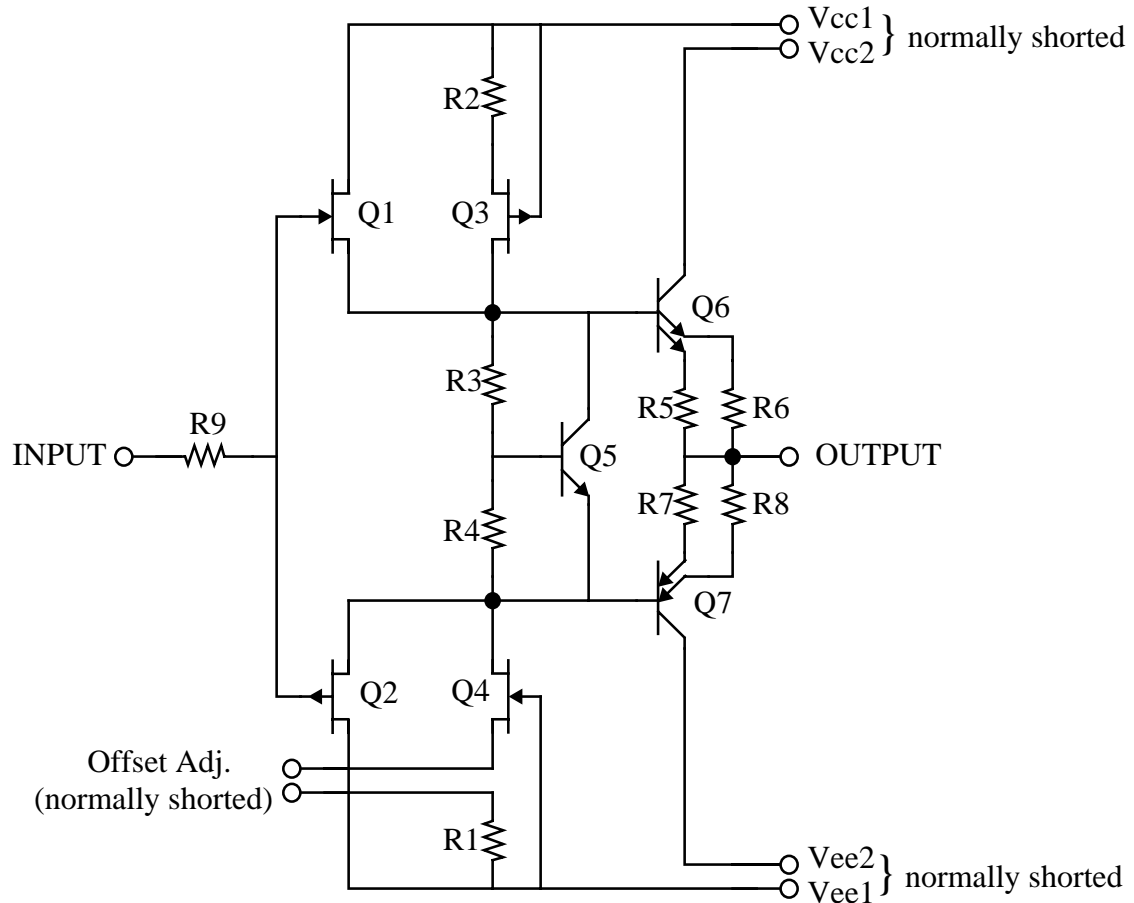 Vcc1
Vcc2
} normally shorted
R2
Q1
Q3
Q6
R3
R5
R6
R9
INPUT
Q5
OUTPUT
R4
R7
R8
Q7
Q2
Q4
Offset Adj.
(normally shorted)
R1
Vee2
Vee1
} normally shorted